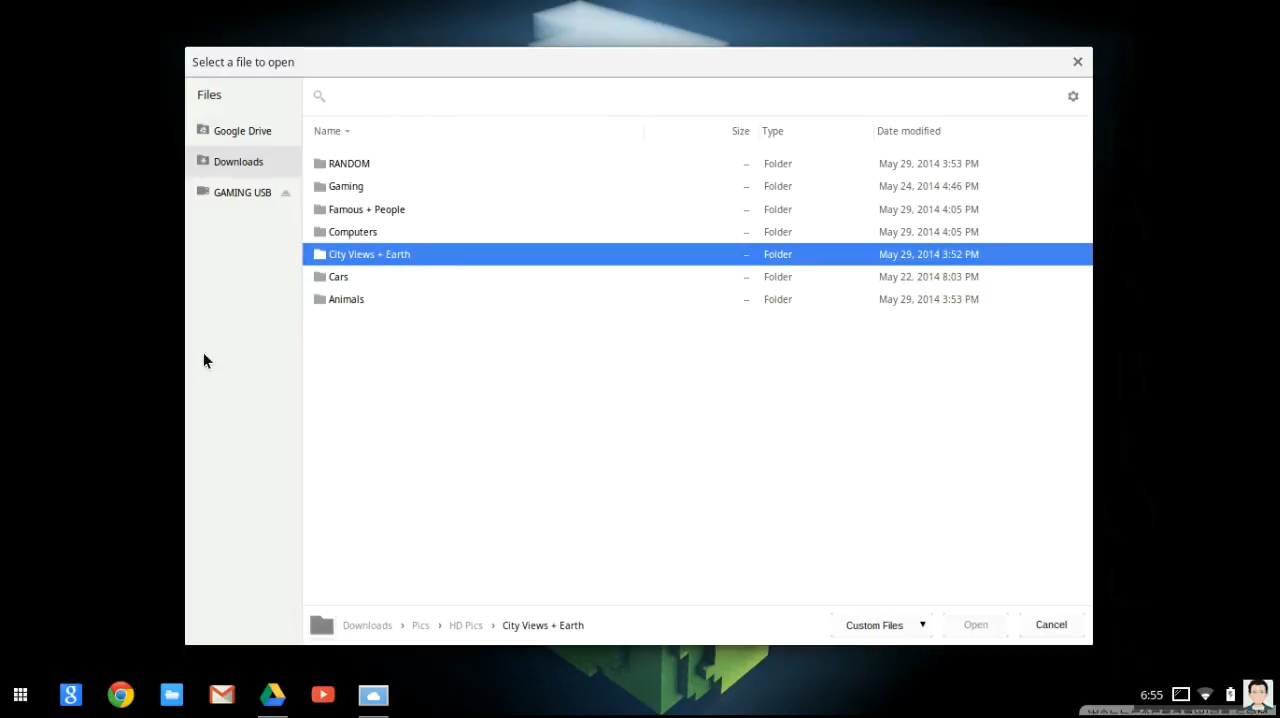 Select a file to open
Files
Google Drive
Downloads
GAMING USB
Name Size Type Date modified
RANDOM -- Folder May 29, 2014 3:53 PM
Gaming -- Folder May 24, 2014 4:46 PM
Famous + People -- Folder May 29, 2014 4:05 PM
Computers -- Folder May 29, 2014 4:05 PM
City Views + Earth -- Folder May 29, 2014 3:52 PM
Cars -- Folder May 22, 2014 8:03 PM
Animals -- Folder May 29, 2014 3:53 PM
Downloads › Pics › HD Pics › City Views + Earth Custom Files Open Cancel
8 6:55